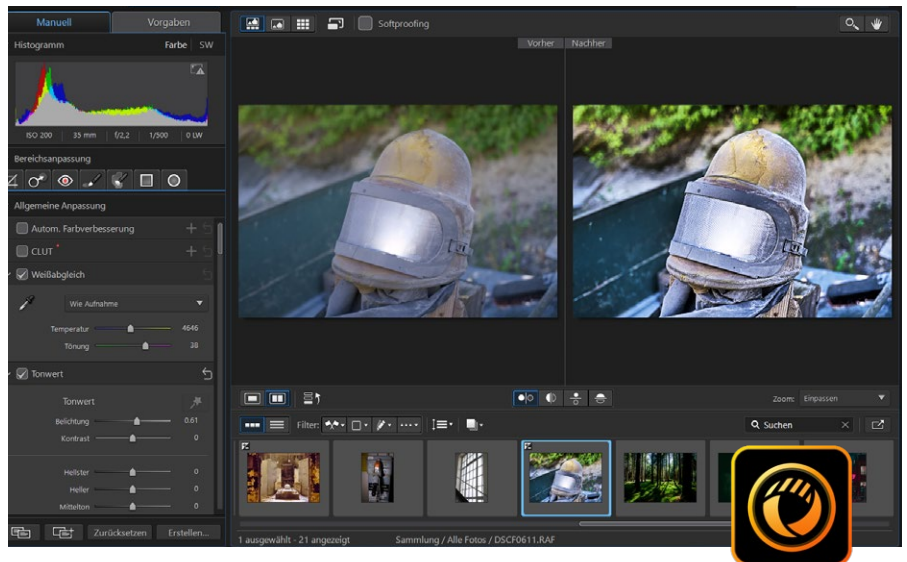 Manuell Vorgaben
Histogramm Farbe SW
ISO 200 35 mm f/2,2 1/500 0 LW
Bereichsanpassung
Allgemeine Anpassung
Autom. Farbverbesserung
CLUT *
Weißabgleich
Wie Aufnahme
Temperatur 4646
Tönung 38
Tonwert
Tonwert
Belichtung 0.61
Kontrast 0
Hellster 0
Heller 0
Mittelton 0
Zurücksetzen Erstellen...
Softproofing
Vorher Nachher
Zoom: Einpassen
Filter: Suchen
1 ausgewählt - 21 angezeigt Sammlung / Alle Fotos / DSCF0611.RAF